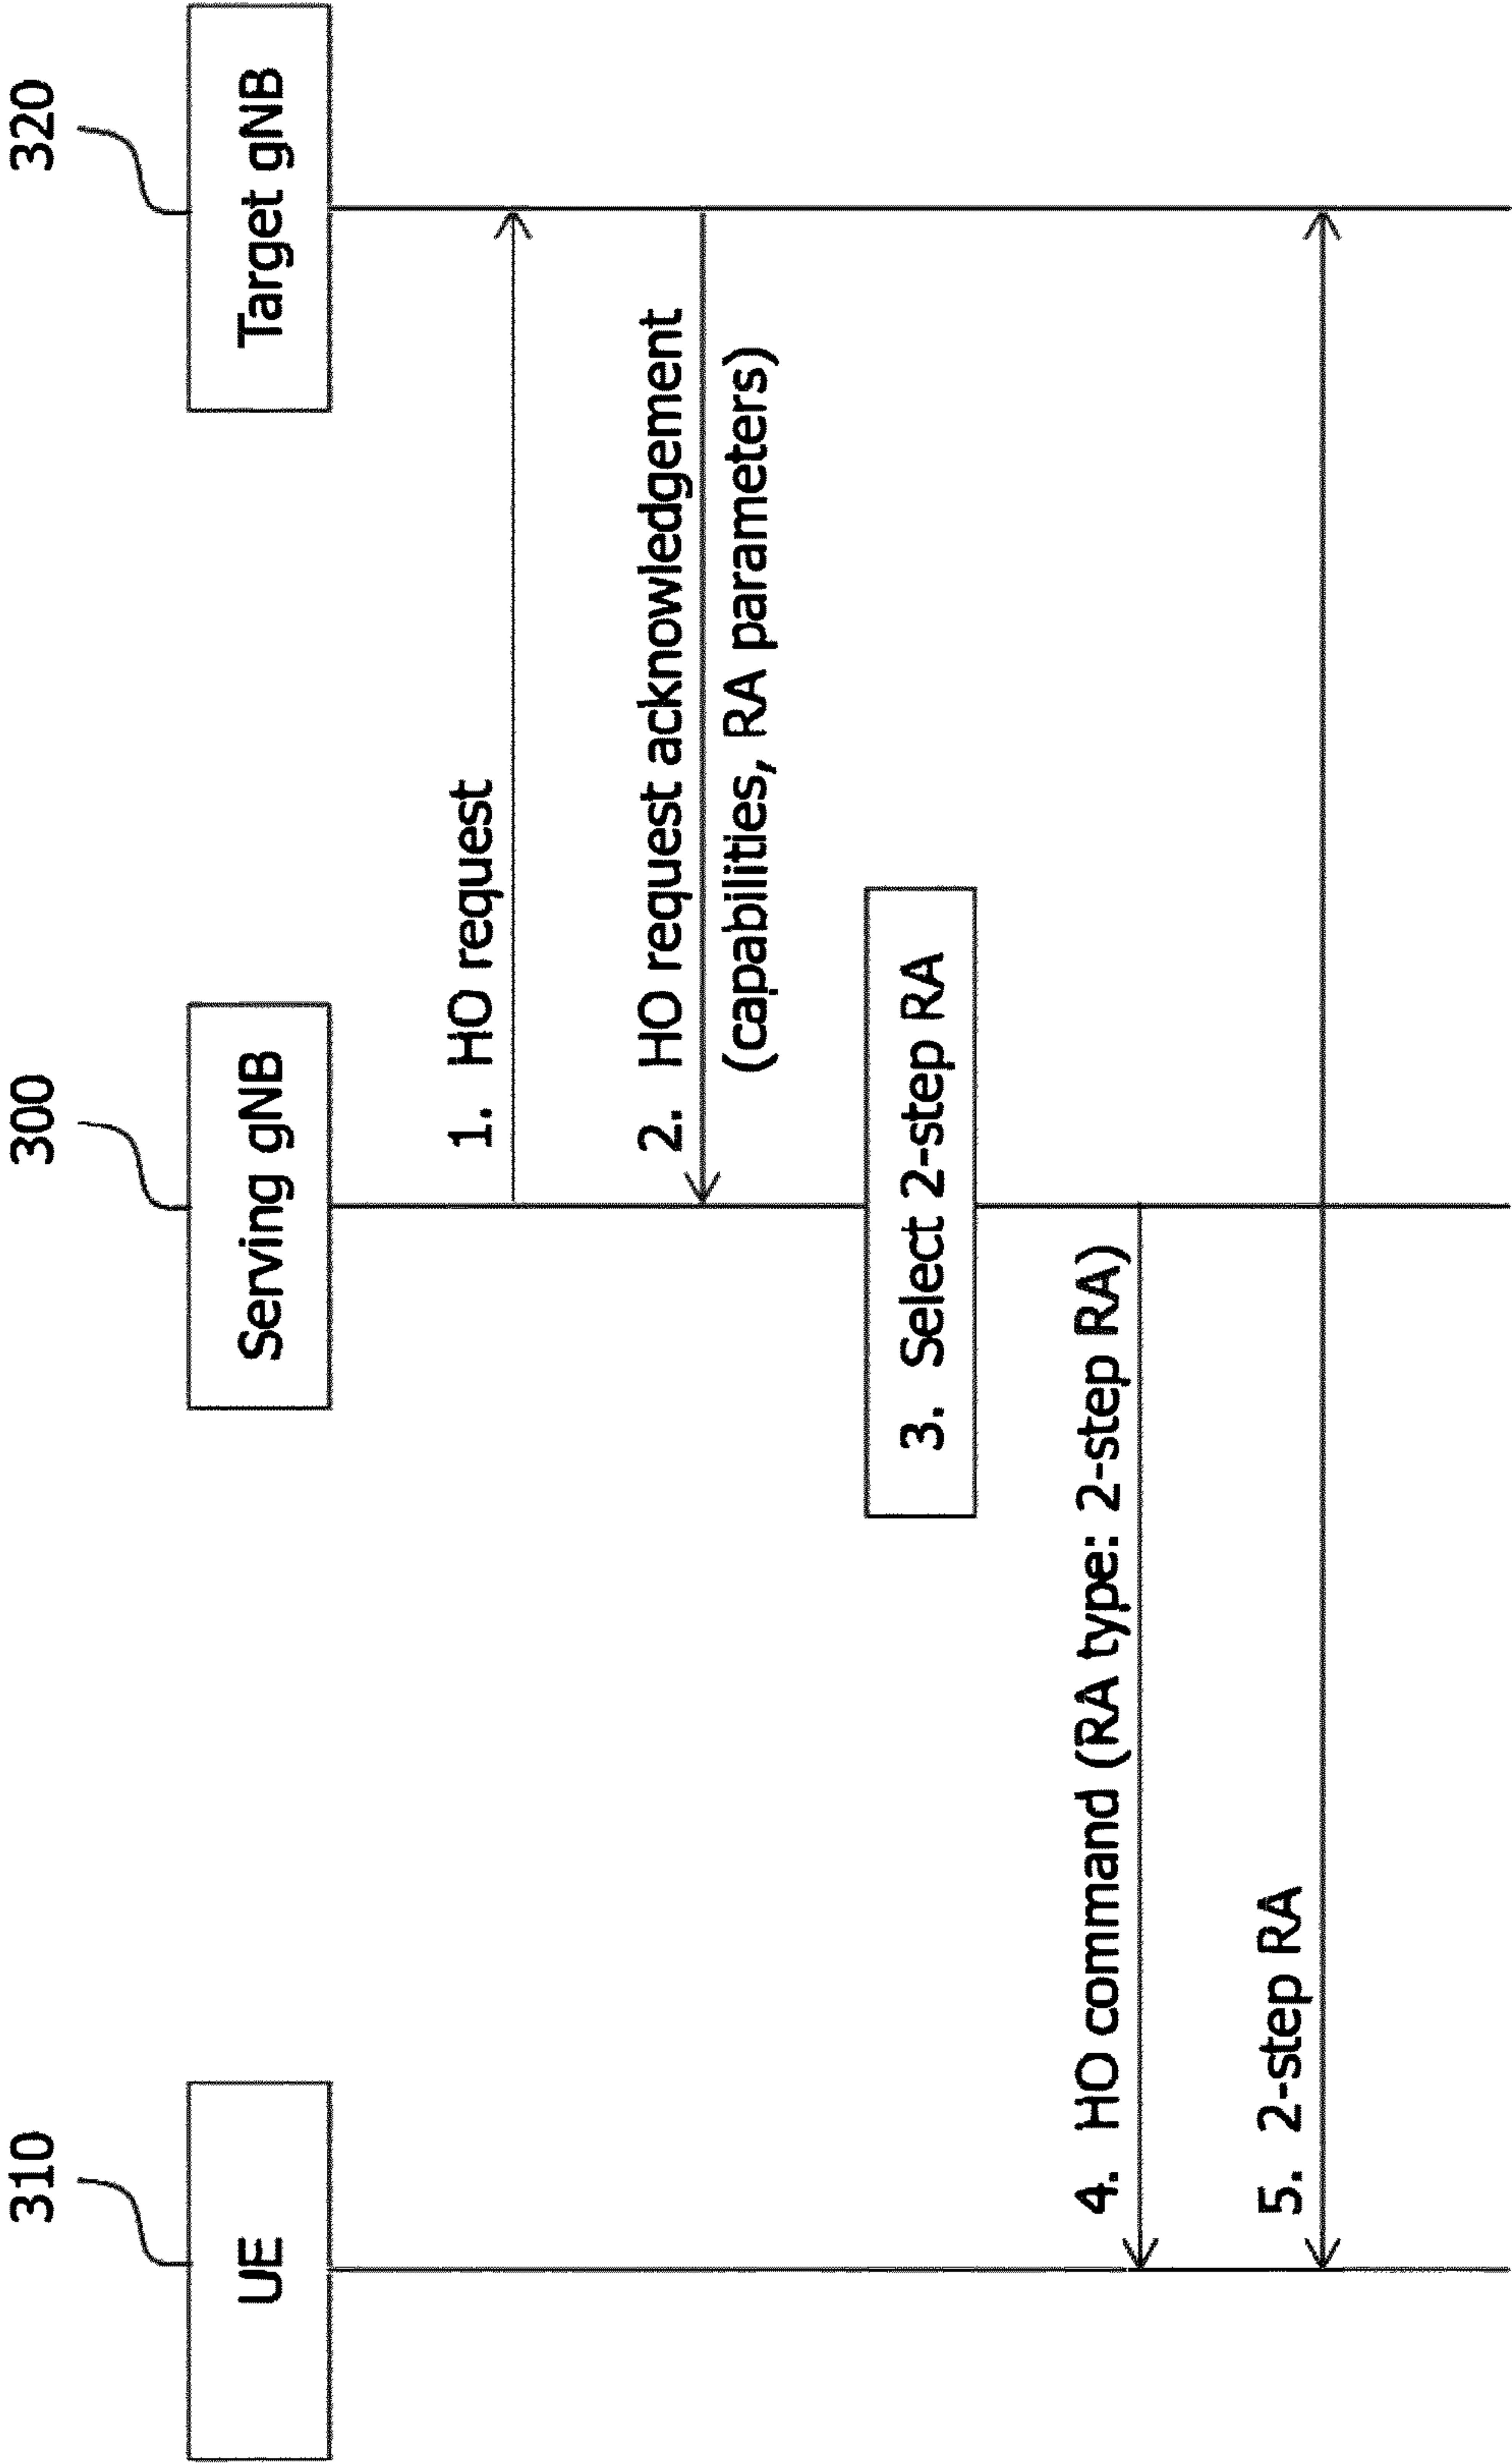 310
300
320
UE
Serving gNB
Target gNB
1. HO request
2. HO request acknowledgement
(capabilities, RA parameters)
3. Select 2-step RA
4. HO command (RA type: 2-step RA)
5. 2-step RA